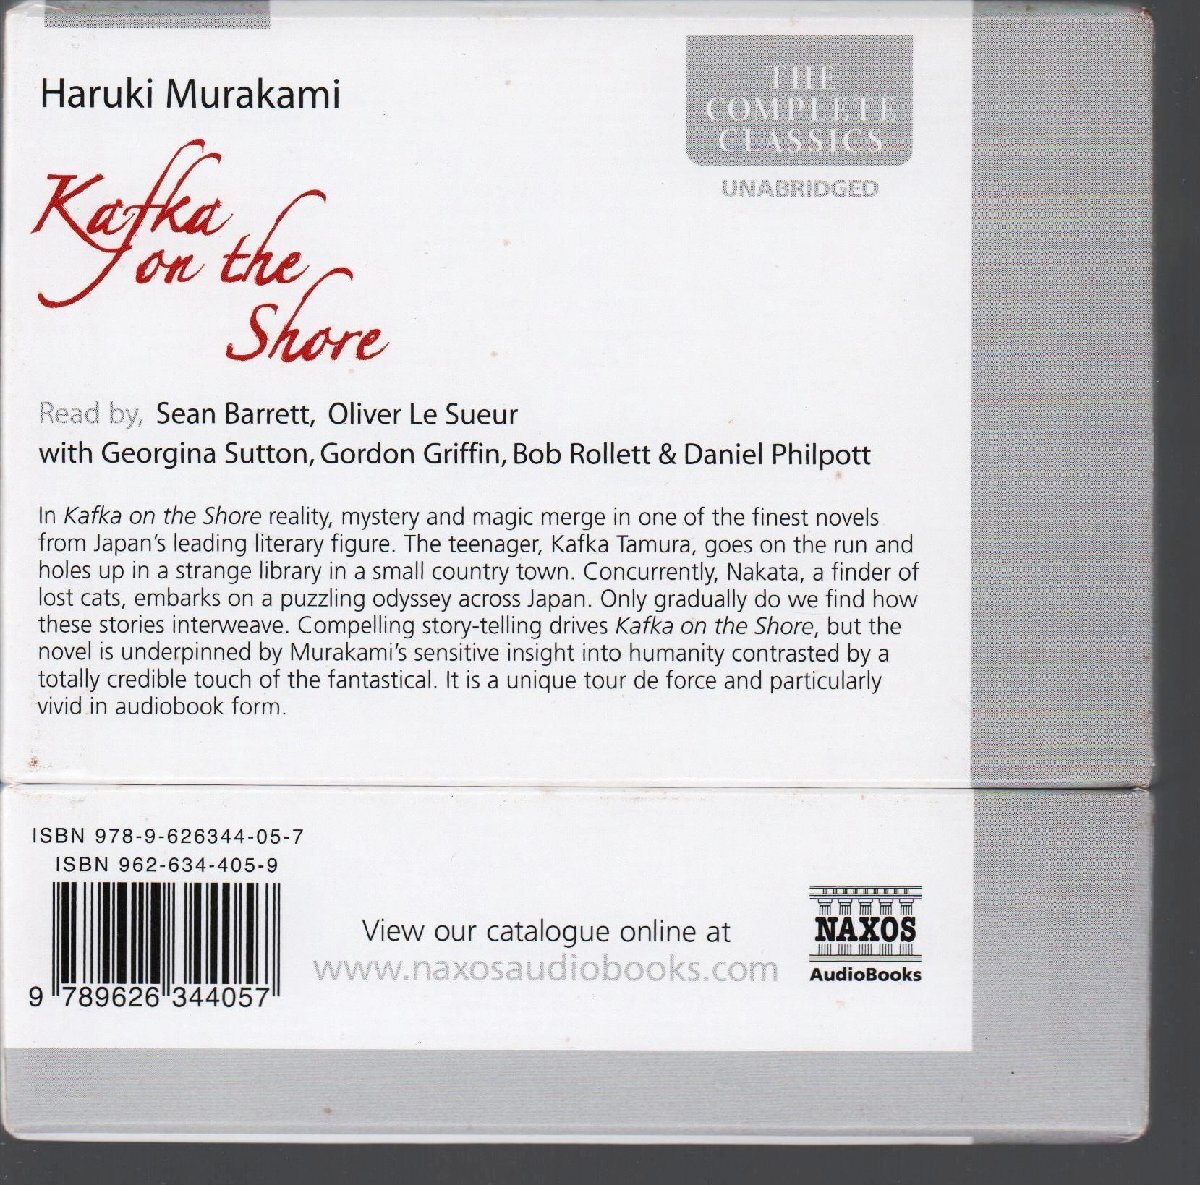 Haruki Murakami
THE
COMPLETE
CLASSICS
UNABRIDGED
Kafka
on the
Shore
Read by, Sean Barrett, Oliver Le Sueur
with Georgina Sutton, Gordon Griffin, Bob Rollett & Daniel Philpott
In Kafka on the Shore reality, mystery and magic merge in one of the finest novels
from Japan's leading literary figure. The teenager, Kafka Tamura, goes on the run and
holes up in a strange library in a small country town. Concurrently, Nakata, a finder of
lost cats, embarks on a puzzling odyssey across Japan. Only gradually do we find how
these stories interweave. Compelling story-telling drives Kafka on the Shore, but the
novel is underpinned by Murakami's sensitive insight into humanity contrasted by a
totally credible touch of the fantastical. It is a unique tour de force and particularly
vivid in audiobook form.
ISBN 978-9-626344-05-7
ISBN 962-634-405-9
9 789626 344057
View our catalogue online at
www.naxosaudiobooks.com
NAXOS
AudioBooks